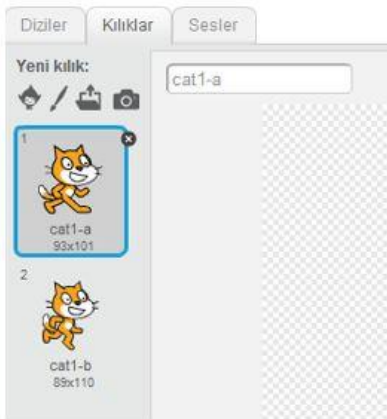 Diziler Kılıklar Sesler
Yeni kılık:
cat1-a
1
cat1-a
93x101
2
cat1-b
89x110